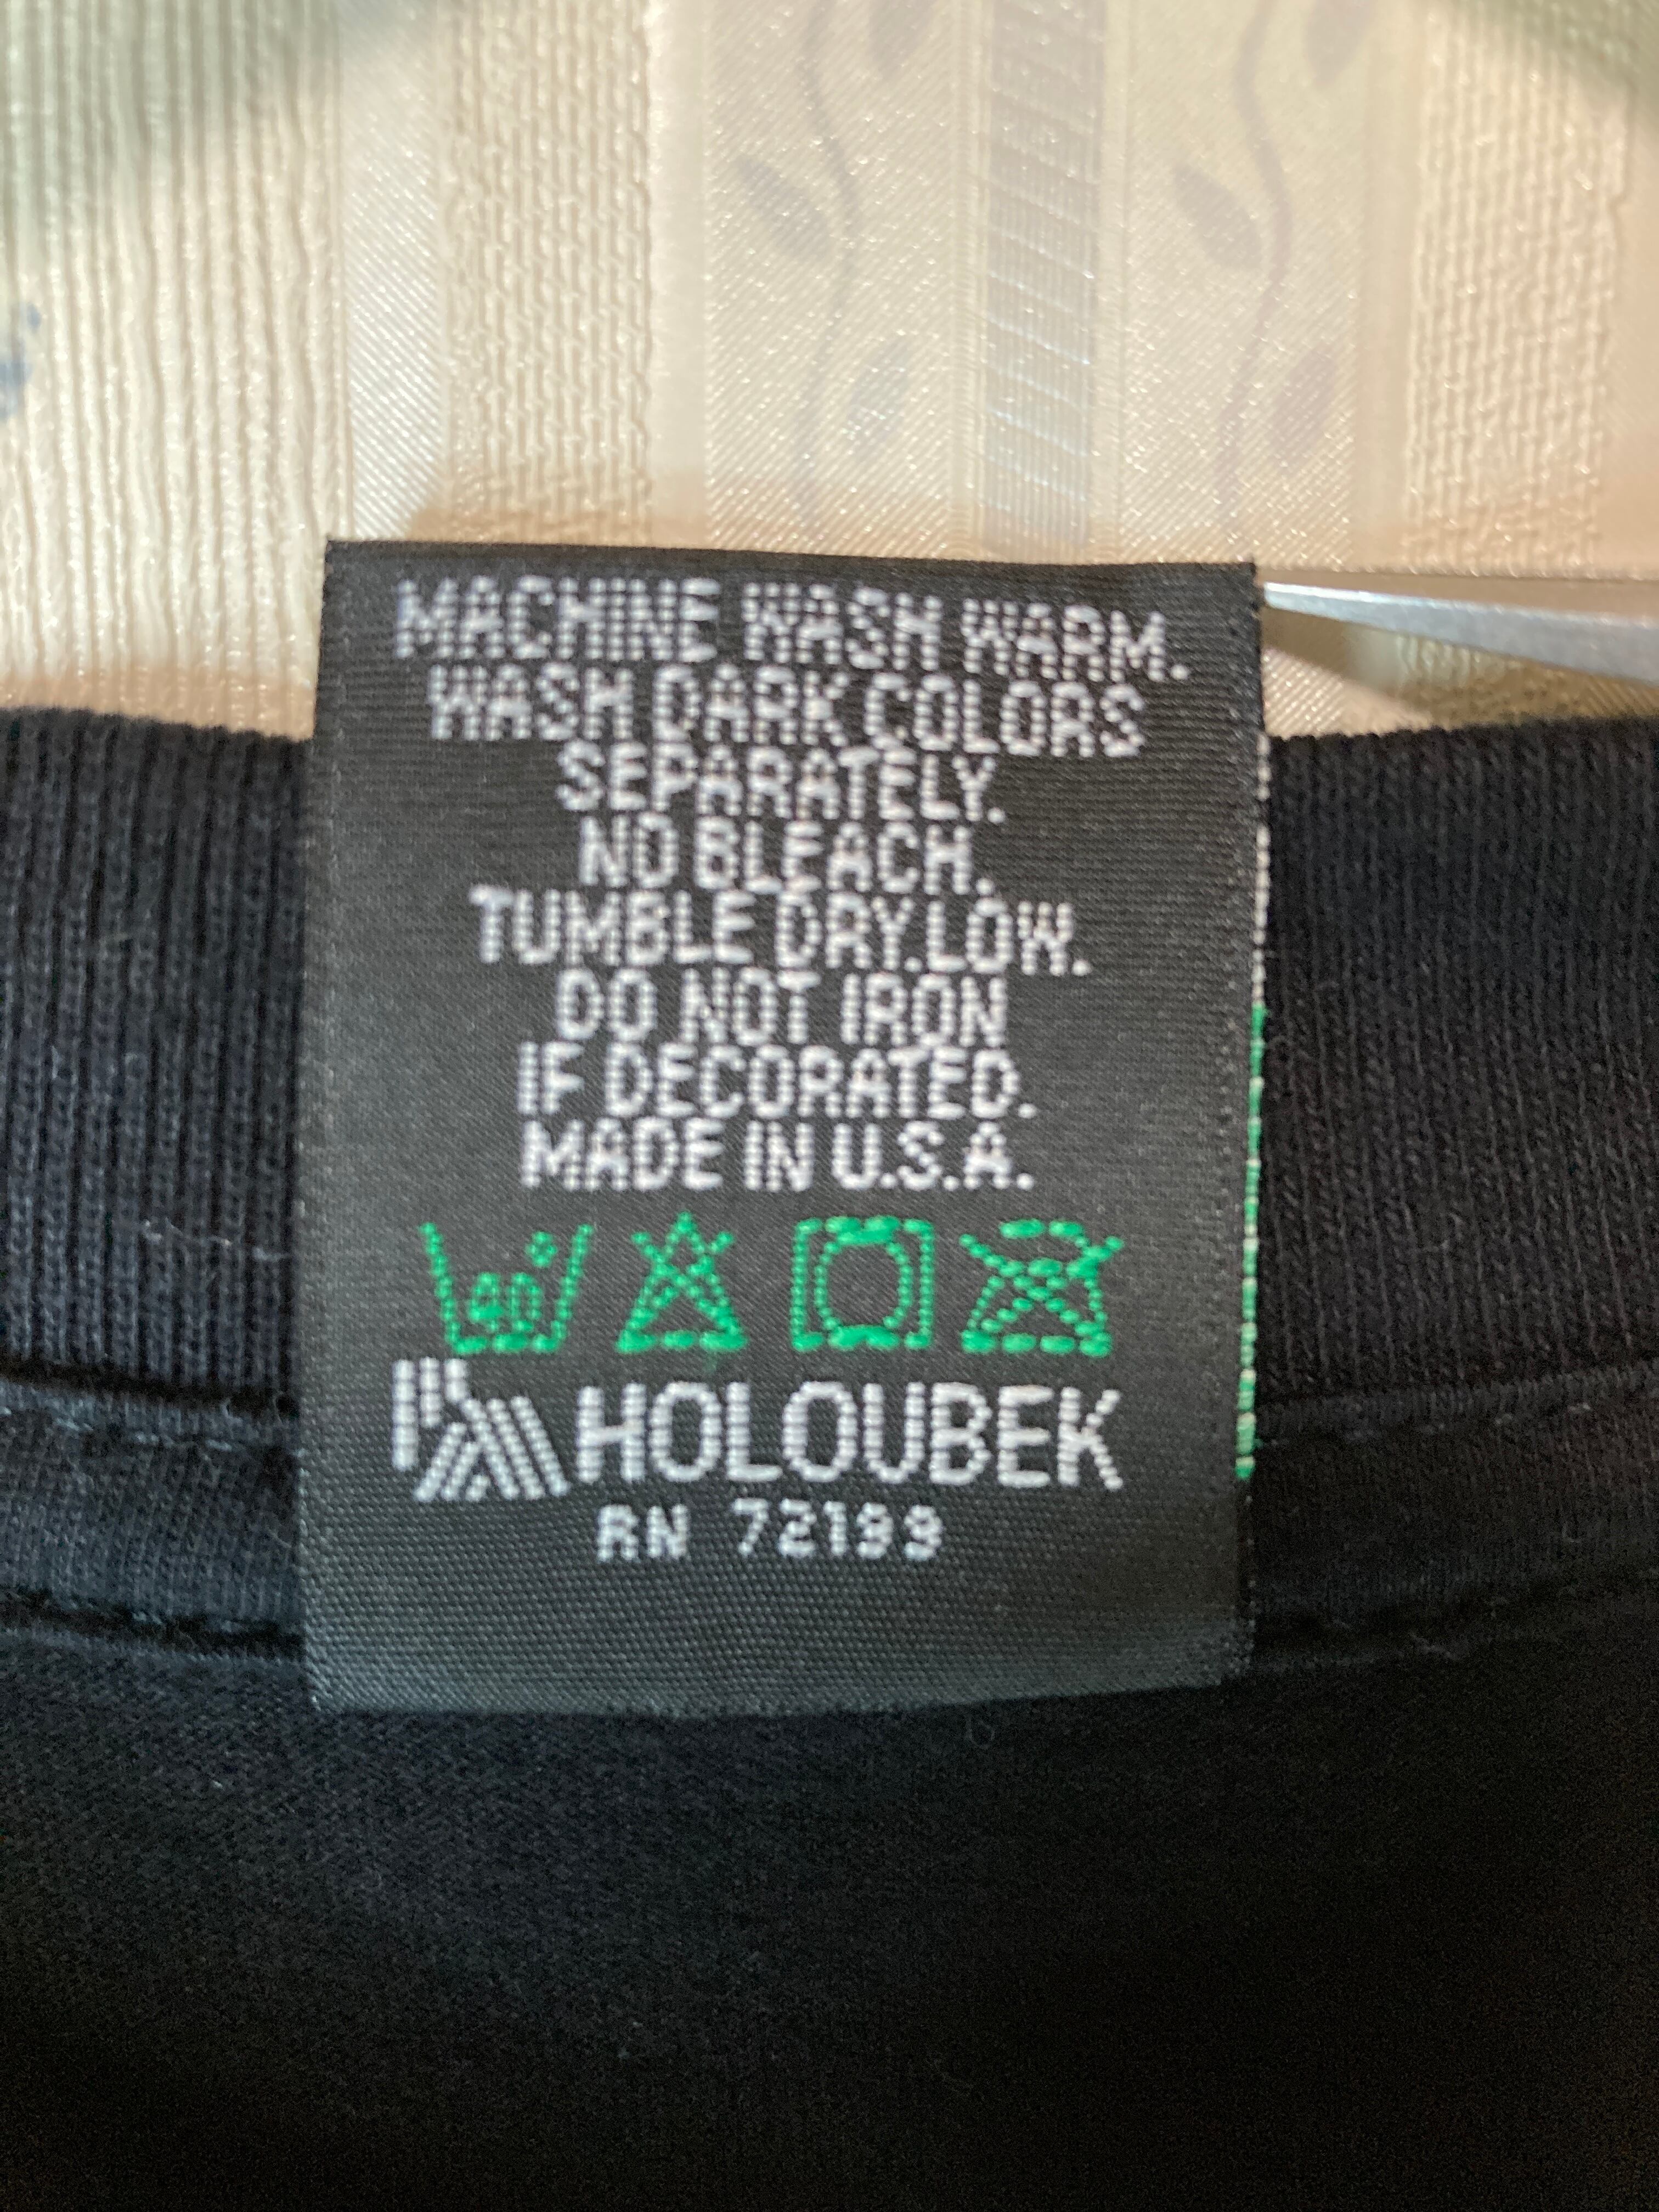 MACHINE WASH WARM.
WASH DARK COLORS
SEPARATELY.
NO BLEACH.
TUMBLE DRY.LOW.
DO NOT IRON
IF DECORATED.
MADE IN U.S.A.
40°
HOLOUBEK
RN 72199